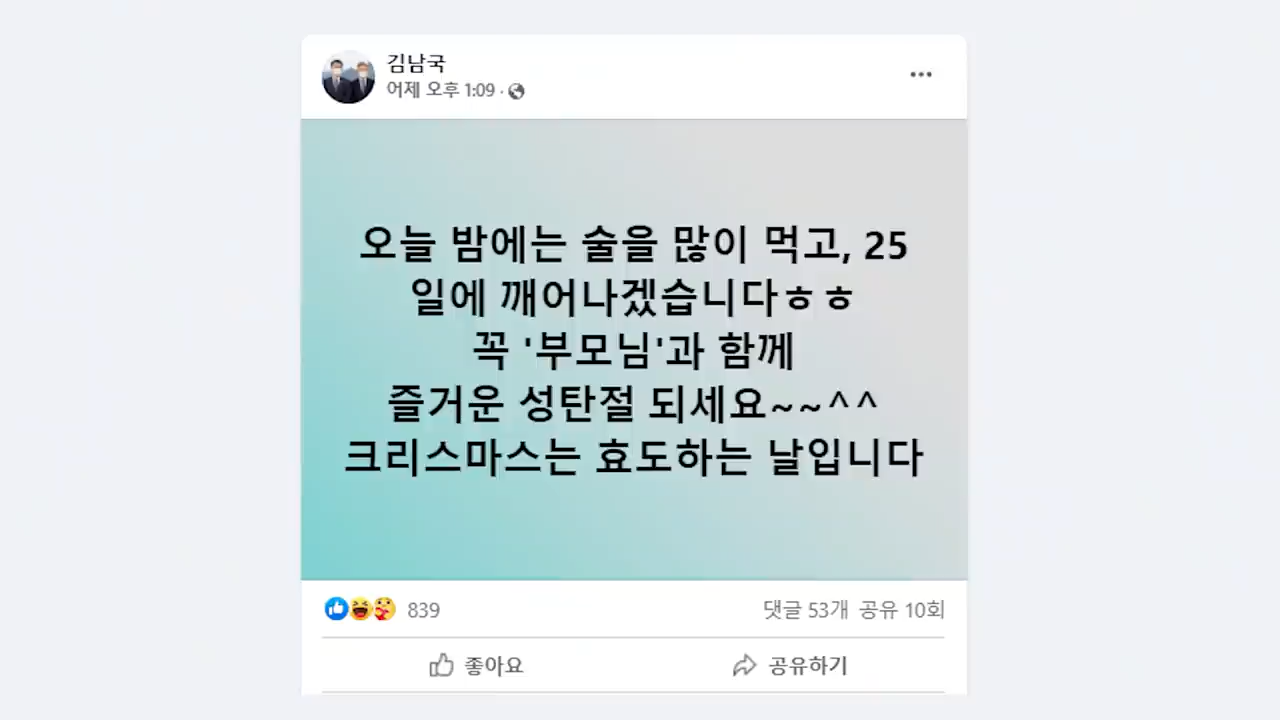 김남국
어제 오후 1:09 ·
오늘 밤에는 술을 많이 먹고, 25
일에 깨어나겠습니다ㅎㅎ
꼭 '부모님'과 함께
즐거운 성탄절 되세요~~^^
크리스마스는 효도하는 날입니다
839
댓글 53개 공유 10회
좋아요
공유하기